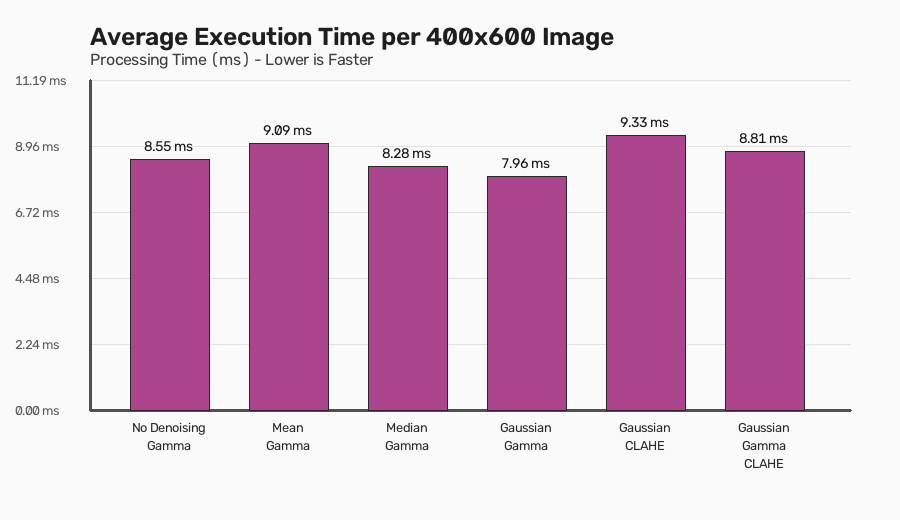 Average Execution Time per 400x600 Image
Processing Time (ms) - Lower is Faster
11.19 ms
8.96 ms
6.72 ms
4.48 ms
2.24 ms
0.00 ms
8.55 ms
9.09 ms
8.28 ms
7.96 ms
9.33 ms
8.81 ms
No Denoising
Gamma
Mean
Gamma
Median
Gamma
Gaussian
Gamma
Gaussian
CLAHE
Gaussian
Gamma
CLAHE